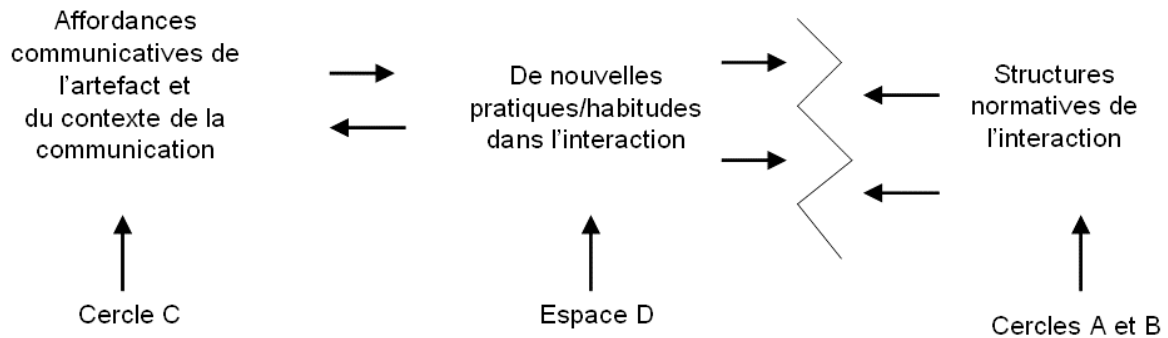 Affordances
communicatives de
l'artefact et
du contexte de la
communication
De nouvelles
pratiques/habitudes
dans l'interaction
Structures
normatives de
l'interaction
Cercle C
Espace D
Cercles A et B